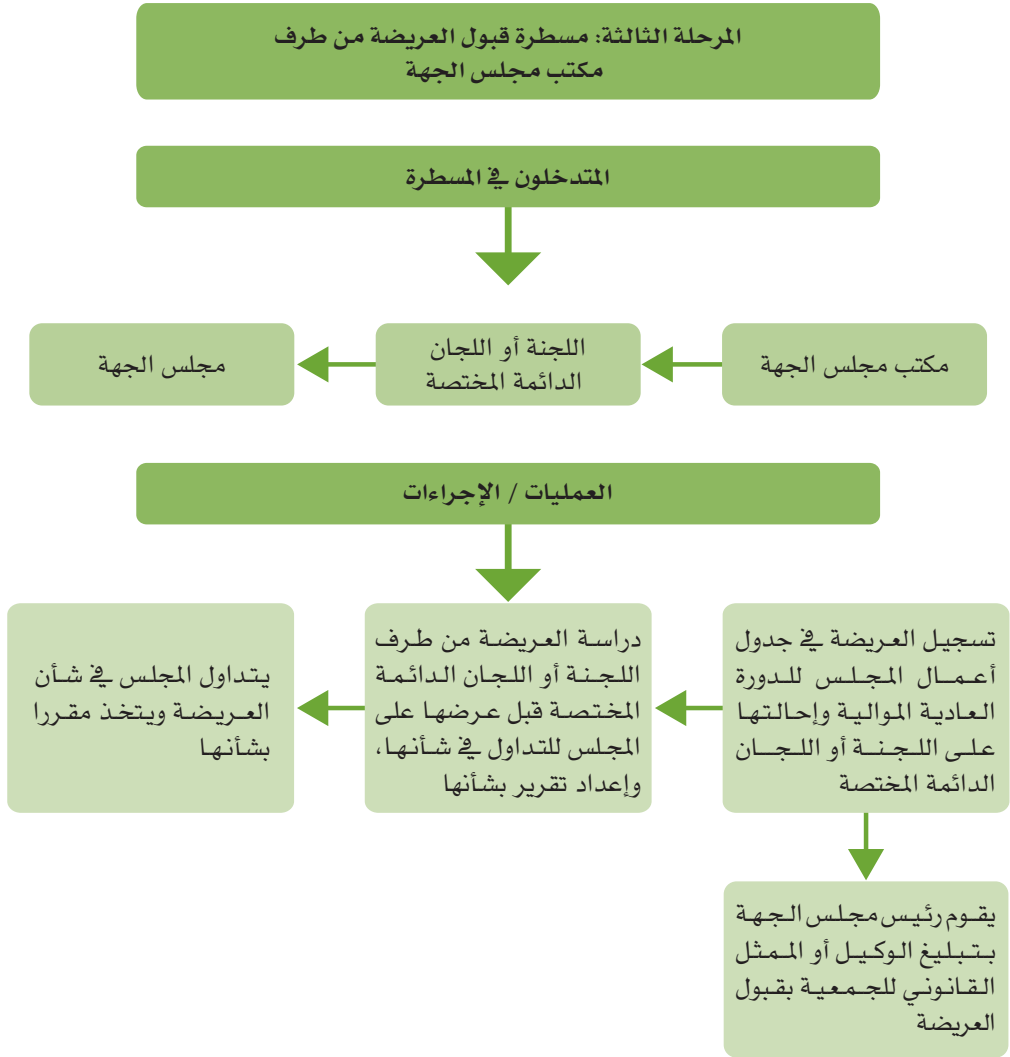 المرحلة الثالثة: مسطرة قبول العريضة من طرف
مكتب مجلس الجهة
المتدخلون في المسطرة
مكتب مجلس الجهة
اللجنة أو اللجان
الدائمة المختصة
مجلس الجهة
العمليات / الإجراءات
تسجيل العريضة في جدول
أعمال المجلس للدورة
العادية الموالية وإحالتها
على اللجنة أو اللجان
الدائمة المختصة
دراسة العريضة من طرف
اللجنة أو اللجان الدائمة
المختصة قبل عرضها على
المجلس للتداول في شأنها،
وإعداد تقرير بشأنها
يتداول المجلس في شأن
العريضة ويتخذ مقررا
بشأنها
يقوم رئيس مجلس الجهة
بتبليغ الوكيل أو الممثل
القانوني للجمعية بقبول
العريضة